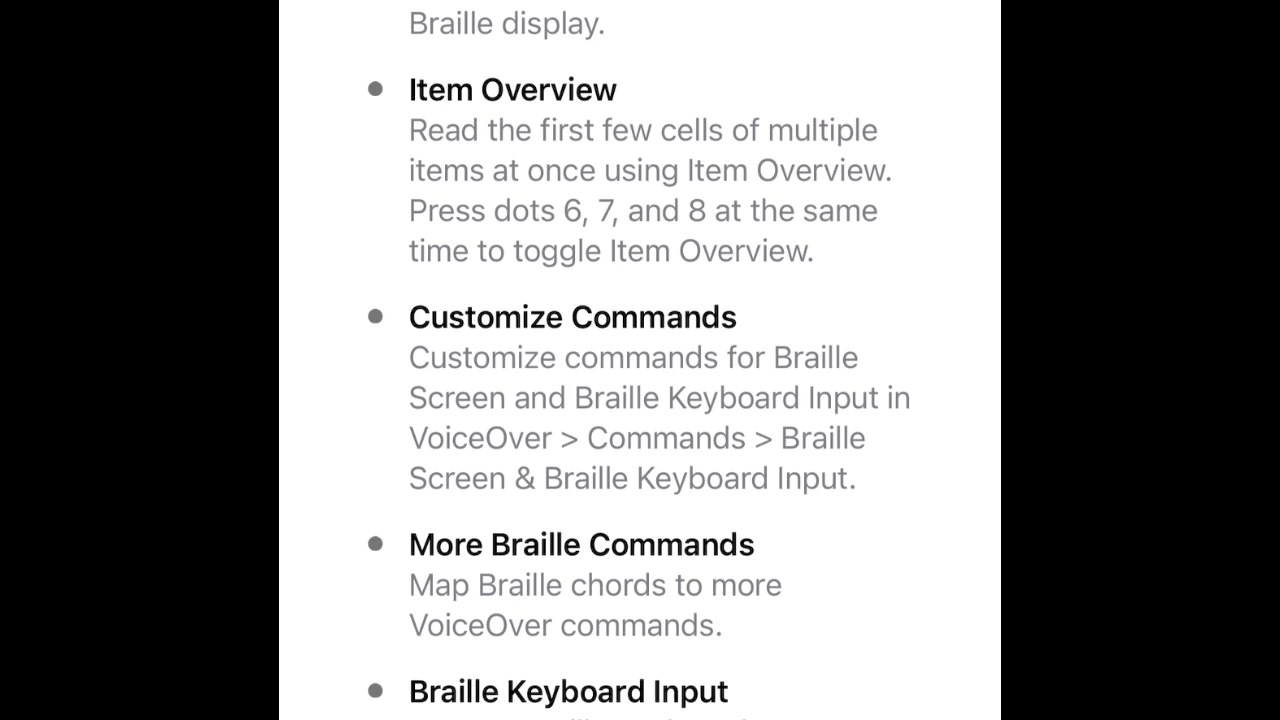 Braille display.
Item Overview
Read the first few cells of multiple
items at once using Item Overview.
Press dots 6, 7, and 8 at the same
time to toggle Item Overview.
Customize Commands
Customize commands for Braille
Screen and Braille Keyboard Input in
VoiceOver > Commands > Braille
Screen & Braille Keyboard Input.
More Braille Commands
Map Braille chords to more
VoiceOver commands.
Braille Keyboard Input